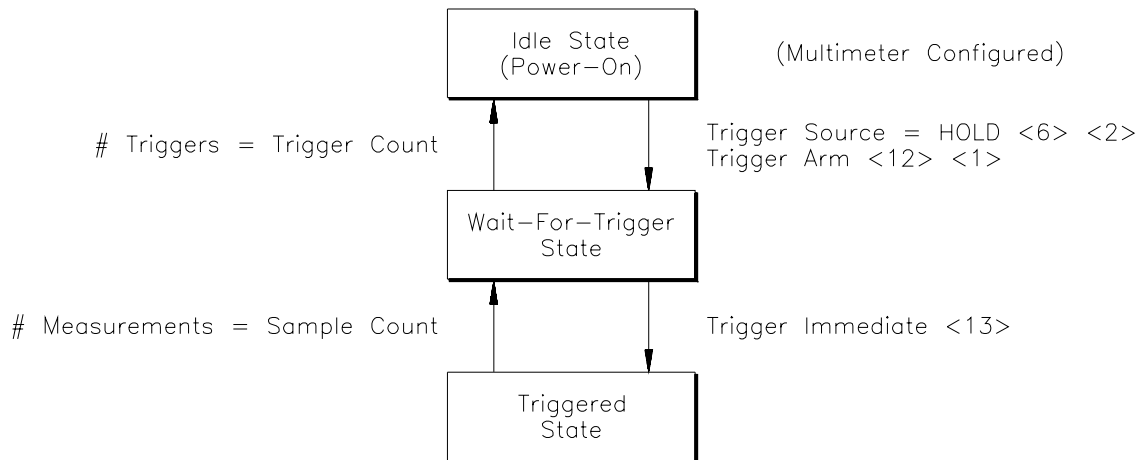 Idle State
(Power-On)
(Multimeter Configured)
# Triggers = Trigger Count
Trigger Source = HOLD <6> <2>
Trigger Arm <12> <1>
Wait-For-Trigger
State
# Measurements = Sample Count
Trigger Immediate <13>
Triggered
State